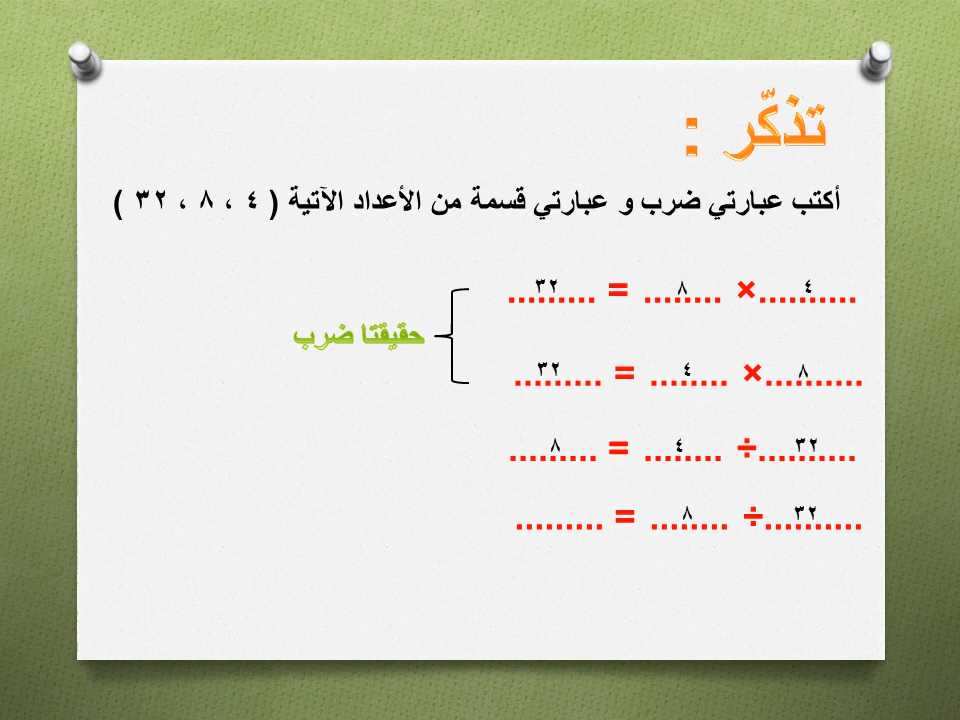 تذكّر :
أكتب عبارتي ضرب و عبارتي قسمة من الأعداد الآتية ( ٤ ، ٨ ، ٣٢ )
٤ × ٨ = ٣٢
حقيقتا ضرب
٨ × ٤ = ٣٢
٣٢ ÷ ٤ = ٨
٣٢ ÷ ٨ = .........